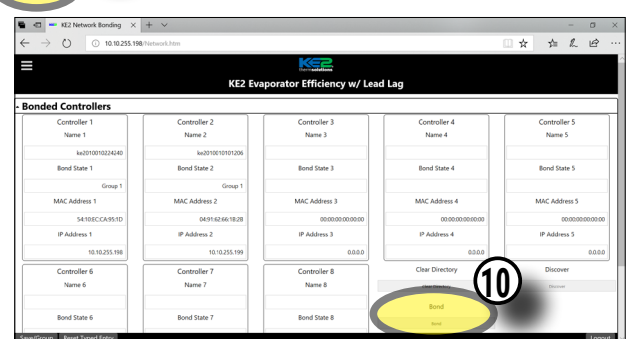 KE2 Network Bonding
10.10.255.198/Network.htm
KE2
thermsolutions
KE2 Evaporator Efficiency w/ Lead Lag
- Bonded Controllers
Controller 1 Controller 2 Controller 3 Controller 4 Controller 5
Name 1 Name 2 Name 3 Name 4 Name 5
ke2010010224240 ke2010010101206
Bond State 1 Bond State 2 Bond State 3 Bond State 4 Bond State 5
Group 1 Group 1
MAC Address 1 MAC Address 2 MAC Address 3 MAC Address 4 MAC Address 5
54:10:EC:CA:95:1D 04:91:62:66:18:2B 00:00:00:00:00:00 00:00:00:00:00:00 00:00:00:00:00:00
IP Address 1 IP Address 2 IP Address 3 IP Address 4 IP Address 5
10.10.255.198 10.10.255.199 0.0.0.0 0.0.0.0 0.0.0.0
Controller 6 Controller 7 Controller 8 Clear Directory Discover
Name 6 Name 7 Name 8 Clear Directory Discover
10
Bond
Bond State 6 Bond State 7 Bond State 8 Bond
Save/Group Reset Typed Entry Logout